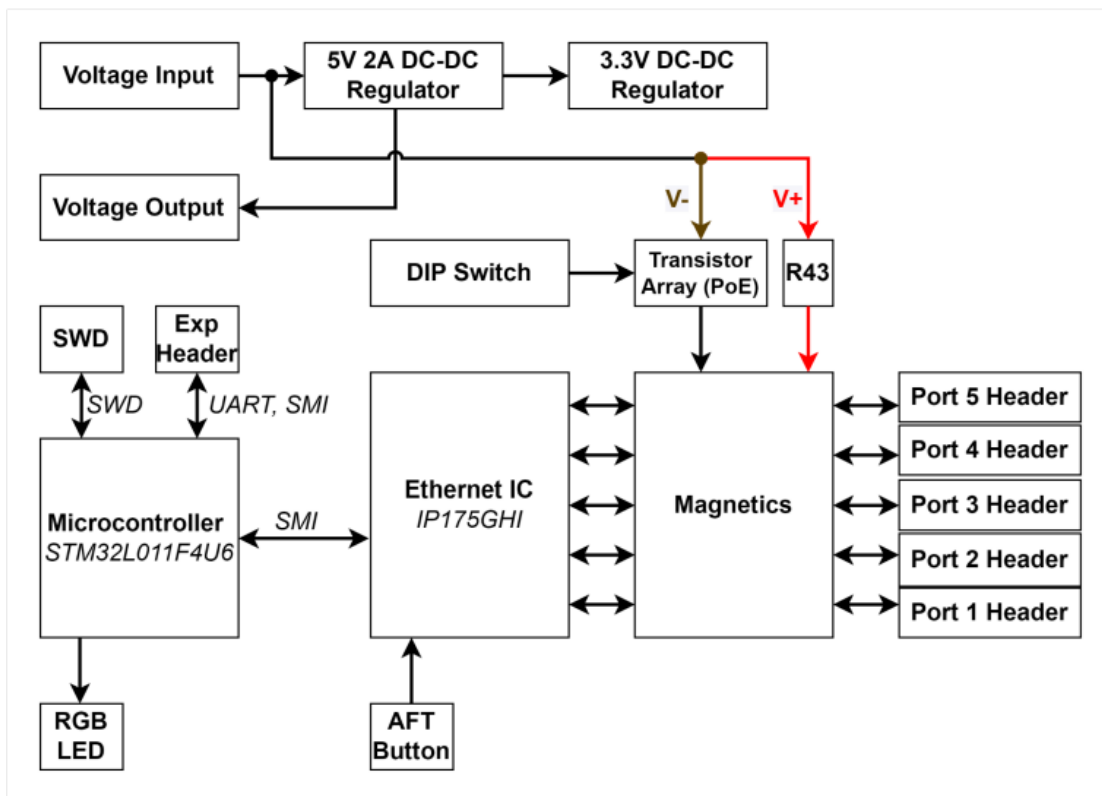 Voltage Input
5V 2A DC-DC
Regulator
3.3V DC-DC
Regulator
Voltage Output
V-
V+
DIP Switch
Transistor
Array (PoE)
R43
SWD
Exp
Header
SWD
UART, SMI
Microcontroller
STM32L011F4U6
SMI
Ethernet IC
IP175GHI
Magnetics
Port 5 Header
Port 4 Header
Port 3 Header
Port 2 Header
Port 1 Header
RGB
LED
AFT
Button